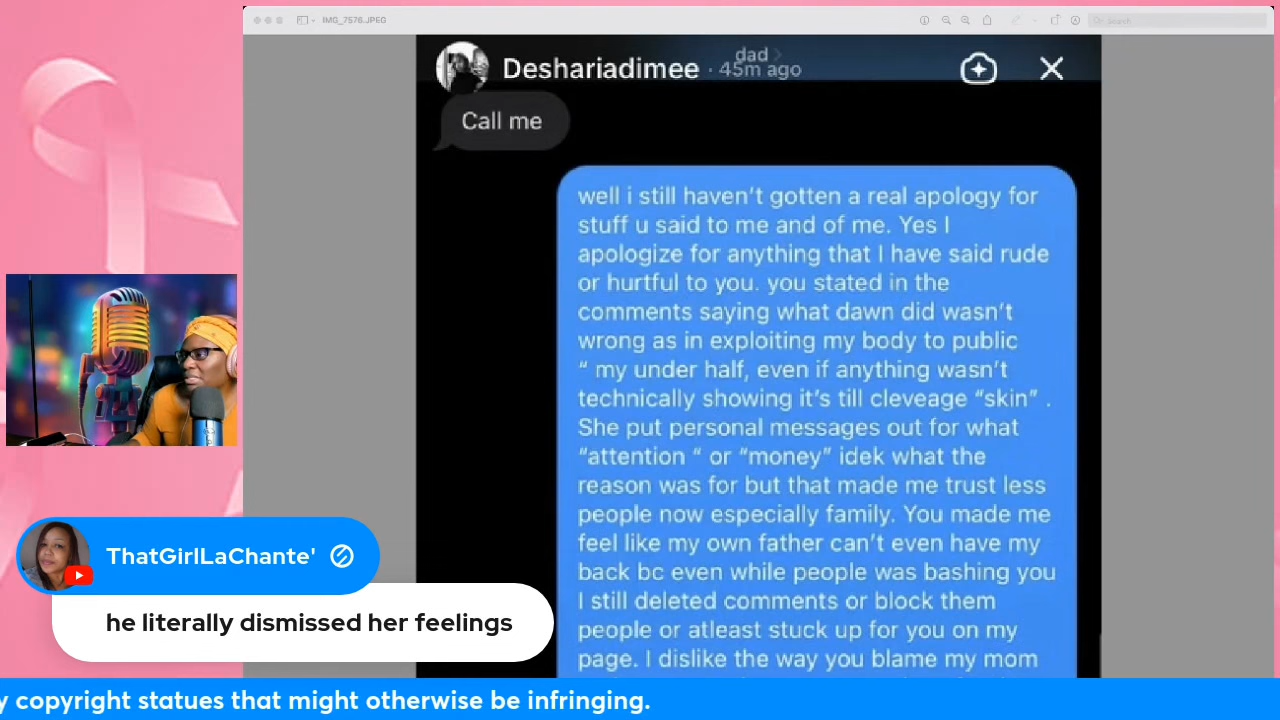 IMG_7576.JPEG
Search
dad >
Deshariadimee · 45m ago
Call me
well i still haven't gotten a real apology for
stuff u said to me and of me. Yes I
apologize for anything that I have said rude
or hurtful to you. you stated in the
comments saying what dawn did wasn't
wrong as in exploiting my body to public
“ my under half, even if anything wasn't
technically showing it's till cleveage “skin” .
She put personal messages out for what
“attention “ or “money” idek what the
reason was for but that made me trust less
people now especially family. You made me
feel like my own father can't even have my
back bc even while people was bashing you
I still deleted comments or block them
people or atleast stuck up for you on my
page. I dislike the way you blame my mom
ThatGirlLaChante'
he literally dismissed her feelings
y copyright statues that might otherwise be infringing.